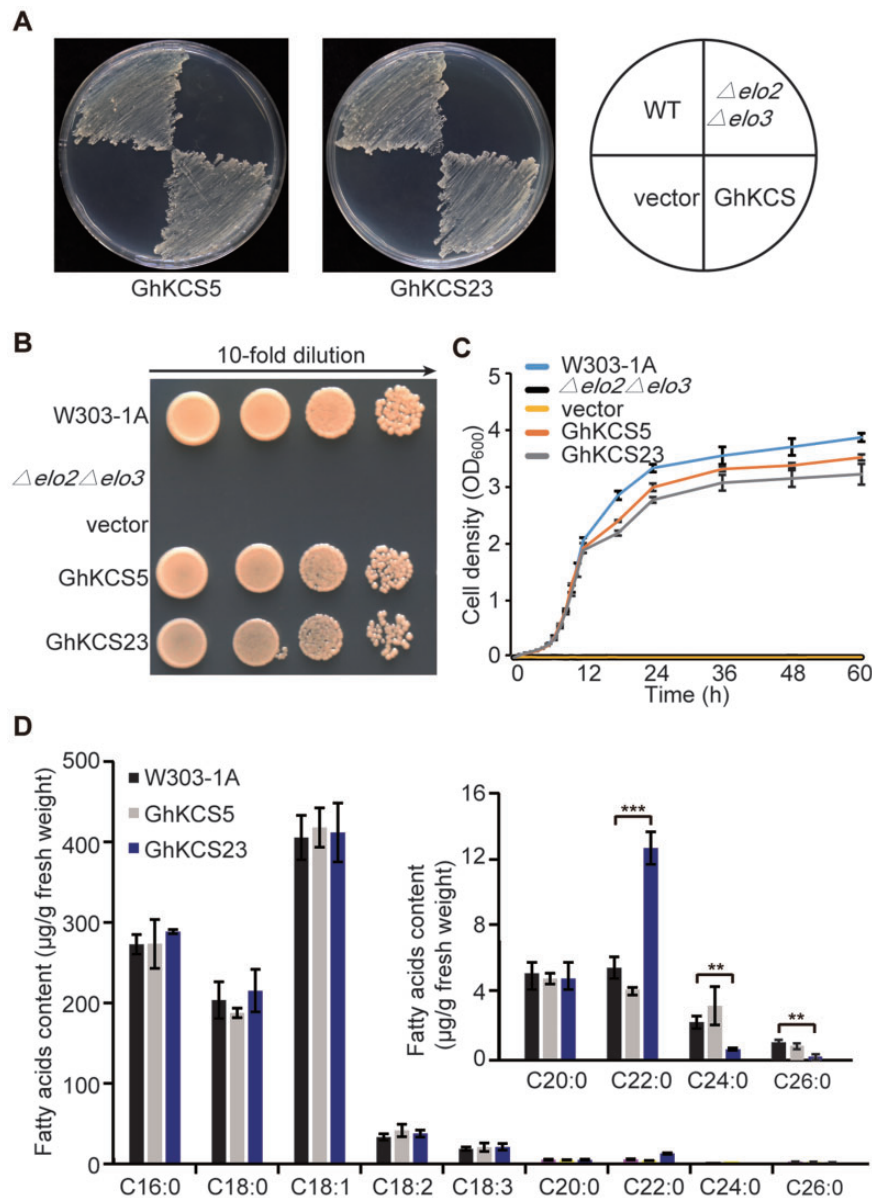 A
WT
△elo2
△elo3
vector
GhKCS
GhKCS5
GhKCS23
B
10-fold dilution
W303-1A
△elo2△elo3
vector
GhKCS5
GhKCS23
C
W303-1A
△elo2△elo3
vector
GhKCS5
GhKCS23
Cell density (OD600)
5
4
3
2
1
0
0 12 24 36 48 60
Time (h)
D
Fatty acids content (µg/g fresh weight)
500
400
300
200
100
0
W303-1A
GhKCS5
GhKCS23
C16:0 C18:0 C18:1 C18:2 C18:3 C20:0 C22:0 C24:0 C26:0
Fatty acids content
(µg/g fresh weight)
16
12
8
4
0
***
**
**
C20:0 C22:0 C24:0 C26:0